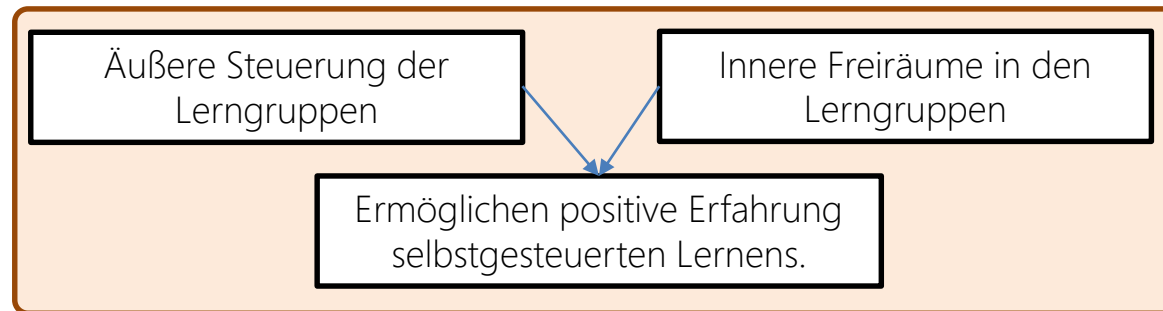 Äußere Steuerung der
Lerngruppen
Innere Freiräume in den
Lerngruppen
Ermöglichen positive Erfahrung
selbstgesteuerten Lernens.